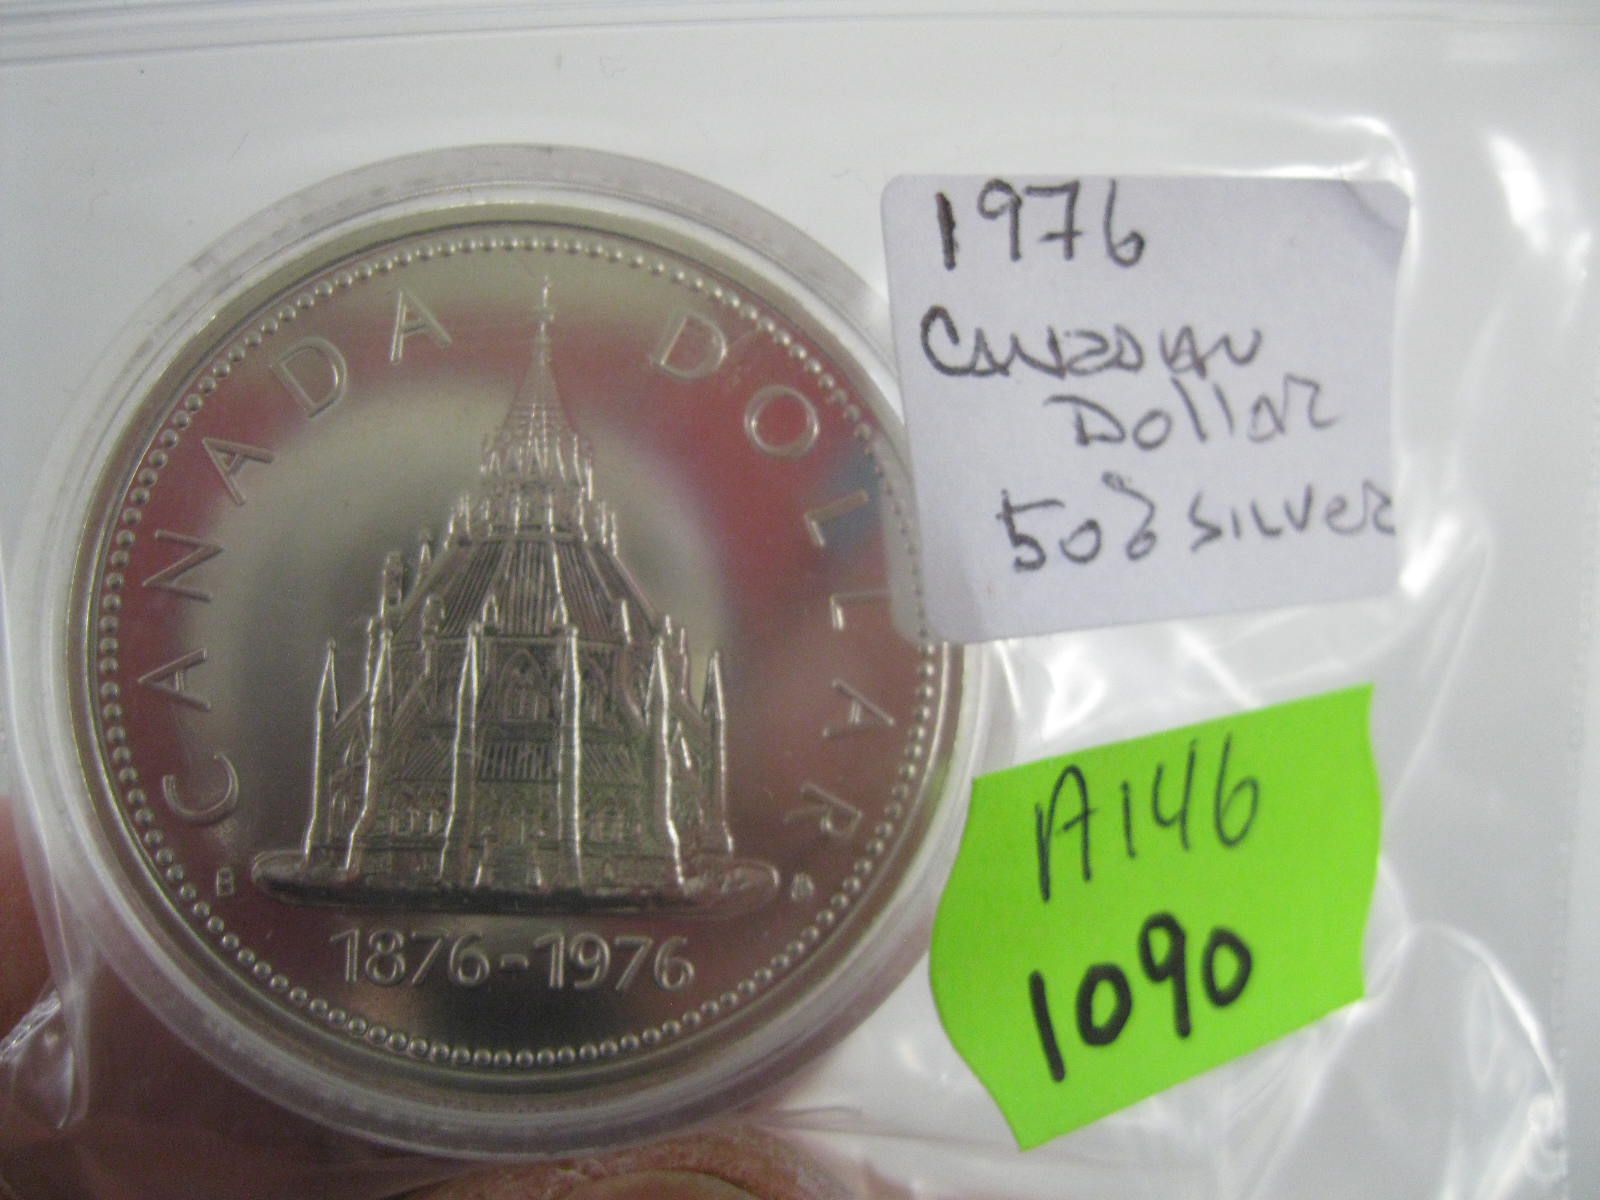 CANADA DOLLAR
B
1876-1976
1976
CANADIAN
Dollar
50% SILVER
A146
1090